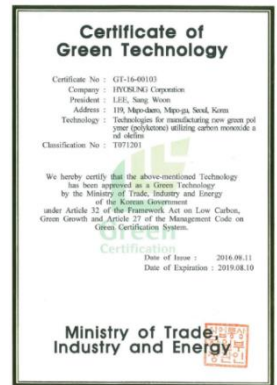 Certificate of
Green Technology
Certificate No : GT-16-00103
Company : HYOSUNG Corporation
President : LEE, Sang Woon
Address : 119, Mapo-daero, Mapo-gu, Seoul, Korea
Technology : Technologies for manufacturing new green pol
ymer (polyketone) utilizing carbon monoxide a
nd olefins
Classification No : T071201
We hereby certify that the above-mentioned Technology
has been approved as a Green Technology
by the Ministry of Trade, Industry and Energy
of the Korean Government
under Article 32 of the Framework Act on Low Carbon,
Green Growth and Article 27 of the Management Code on
Green Certification System.
Green
Certification
Date of Issue : 2016.08.11
Date of Expiration : 2019.08.10
Ministry of Trade,
Industry and Energy